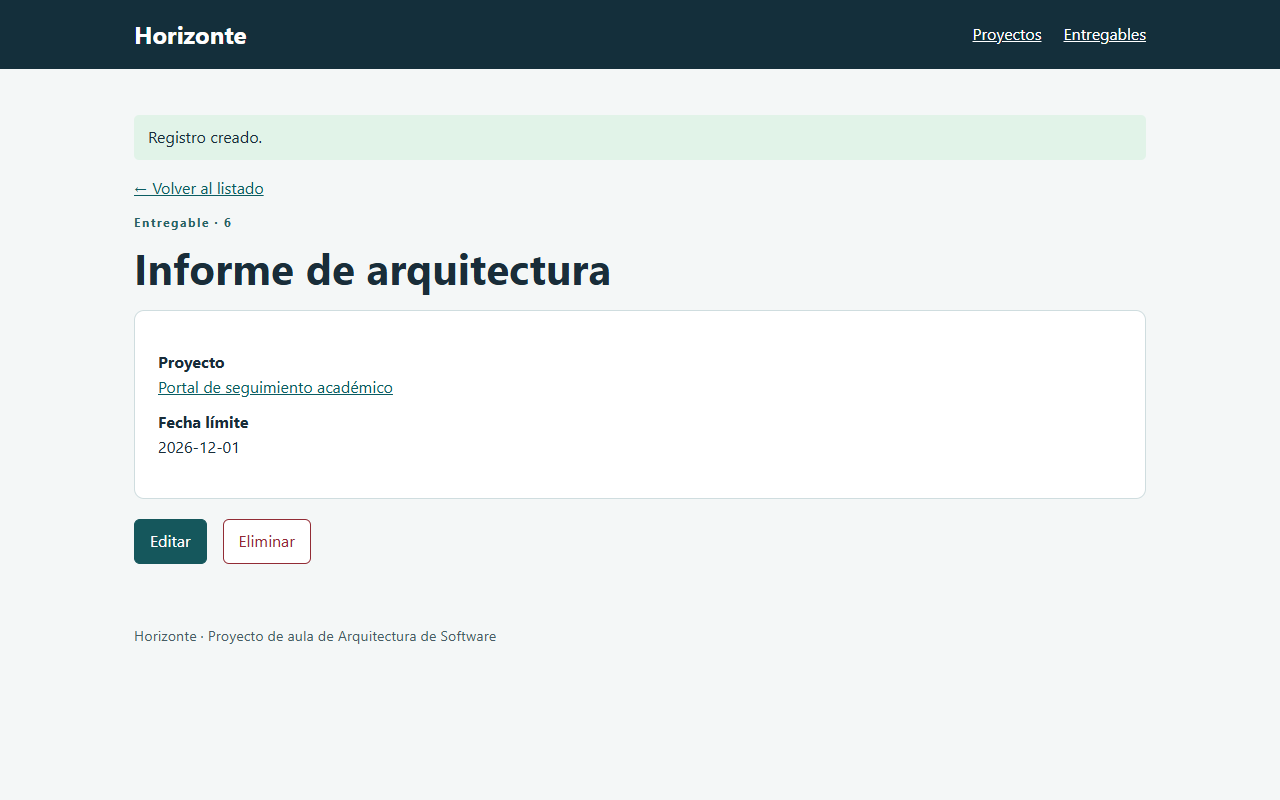 Horizonte
Proyectos Entregables
Registro creado.
← Volver al listado
Entregable · 6
Informe de arquitectura
Proyecto
Portal de seguimiento académico
Fecha límite
2026-12-01
Editar Eliminar
Horizonte · Proyecto de aula de Arquitectura de Software